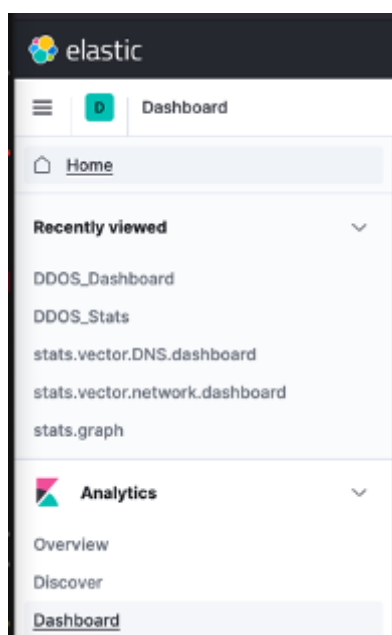 elastic
D Dashboard
Home
Recently viewed
DDOS_Dashboard
DDOS_Stats
stats.vector.DNS.dashboard
stats.vector.network.dashboard
stats.graph
Analytics
Overview
Discover
Dashboard